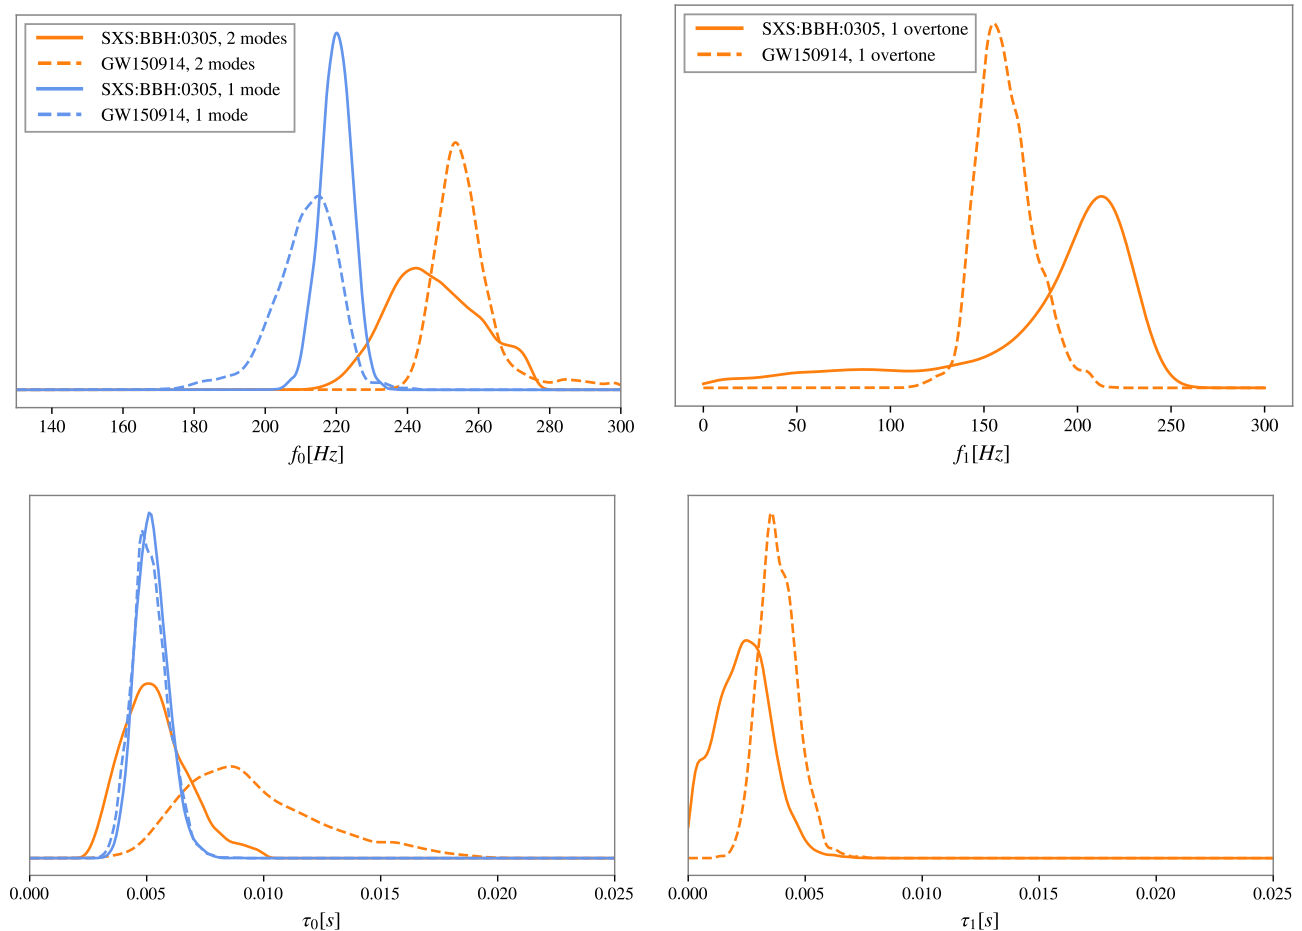 SXS:BBH:0305, 2 modes
GW150914, 2 modes
SXS:BBH:0305, 1 mode
GW150914, 1 mode
140 160 180 200 220 240 260 280 300
f₀[Hz]
SXS:BBH:0305, 1 overtone
GW150914, 1 overtone
0 50 100 150 200 250 300
f₁[Hz]
0.000 0.005 0.010 0.015 0.020 0.025
τ₀[s]
0.000 0.005 0.010 0.015 0.020 0.025
τ₁[s]